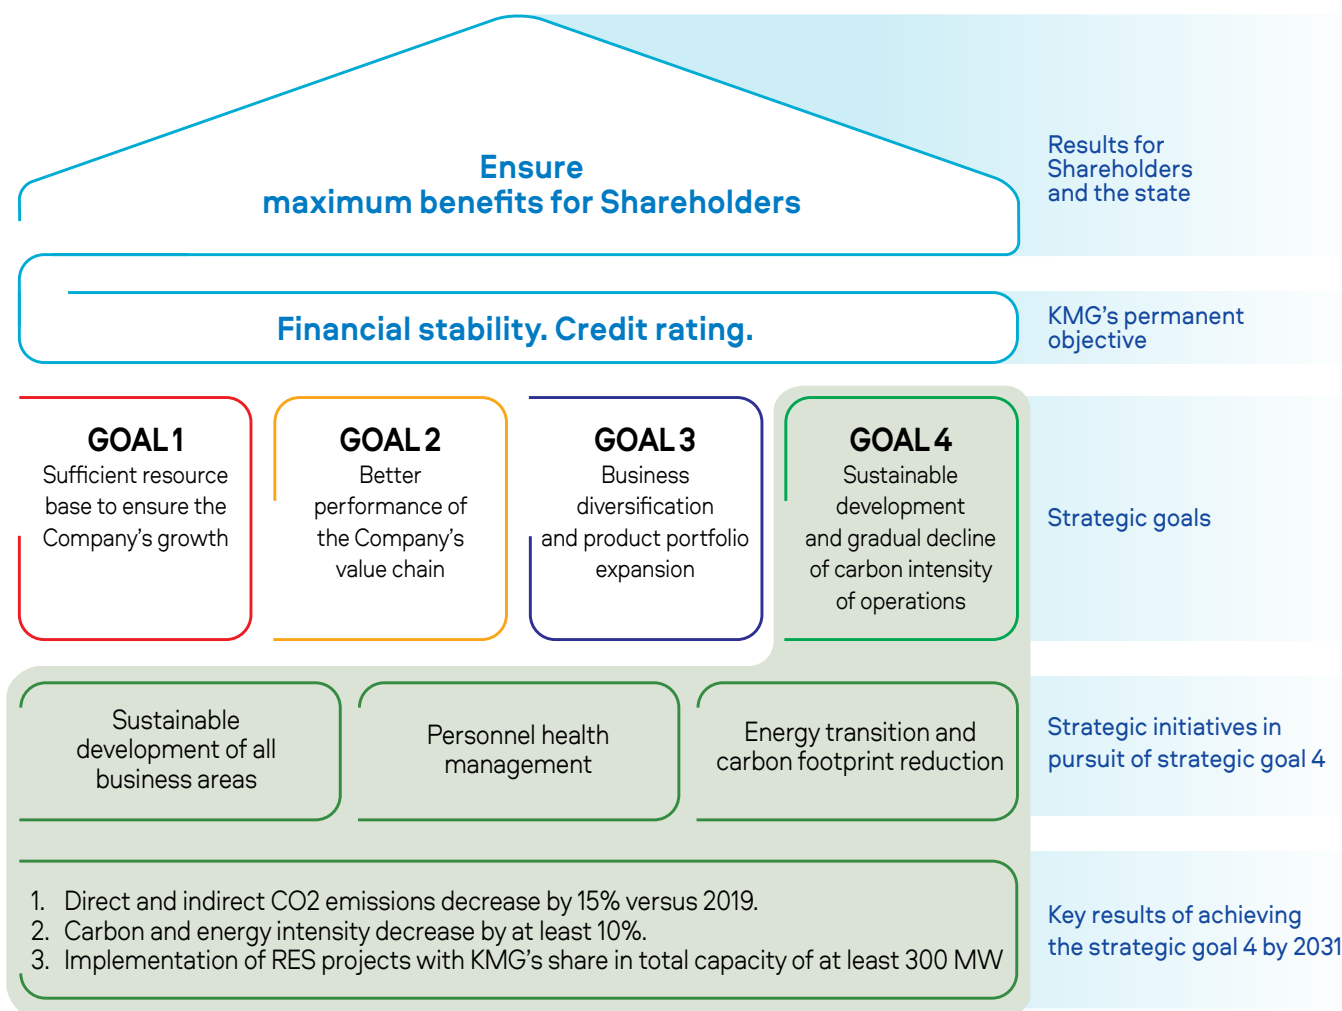 Ensure
maximum benefits for Shareholders
Results for
Shareholders
and the state
Financial stability. Credit rating.
KMG's permanent
objective
GOAL 1
Sufficient resource
base to ensure the
Company's growth
GOAL 2
Better
performance of
the Company's
value chain
GOAL 3
Business
diversification
and product portfolio
expansion
GOAL 4
Sustainable
development
and gradual decline
of carbon intensity
of operations
Strategic goals
Sustainable
development of all
business areas
Personnel health
management
Energy transition and
carbon footprint reduction
Strategic initiatives in
pursuit of strategic goal 4
1. Direct and indirect CO2 emissions decrease by 15% versus 2019.
2. Carbon and energy intensity decrease by at least 10%.
3. Implementation of RES projects with KMG's share in total capacity of at least 300 MW
Key results of achieving
the strategic goal 4 by 2031